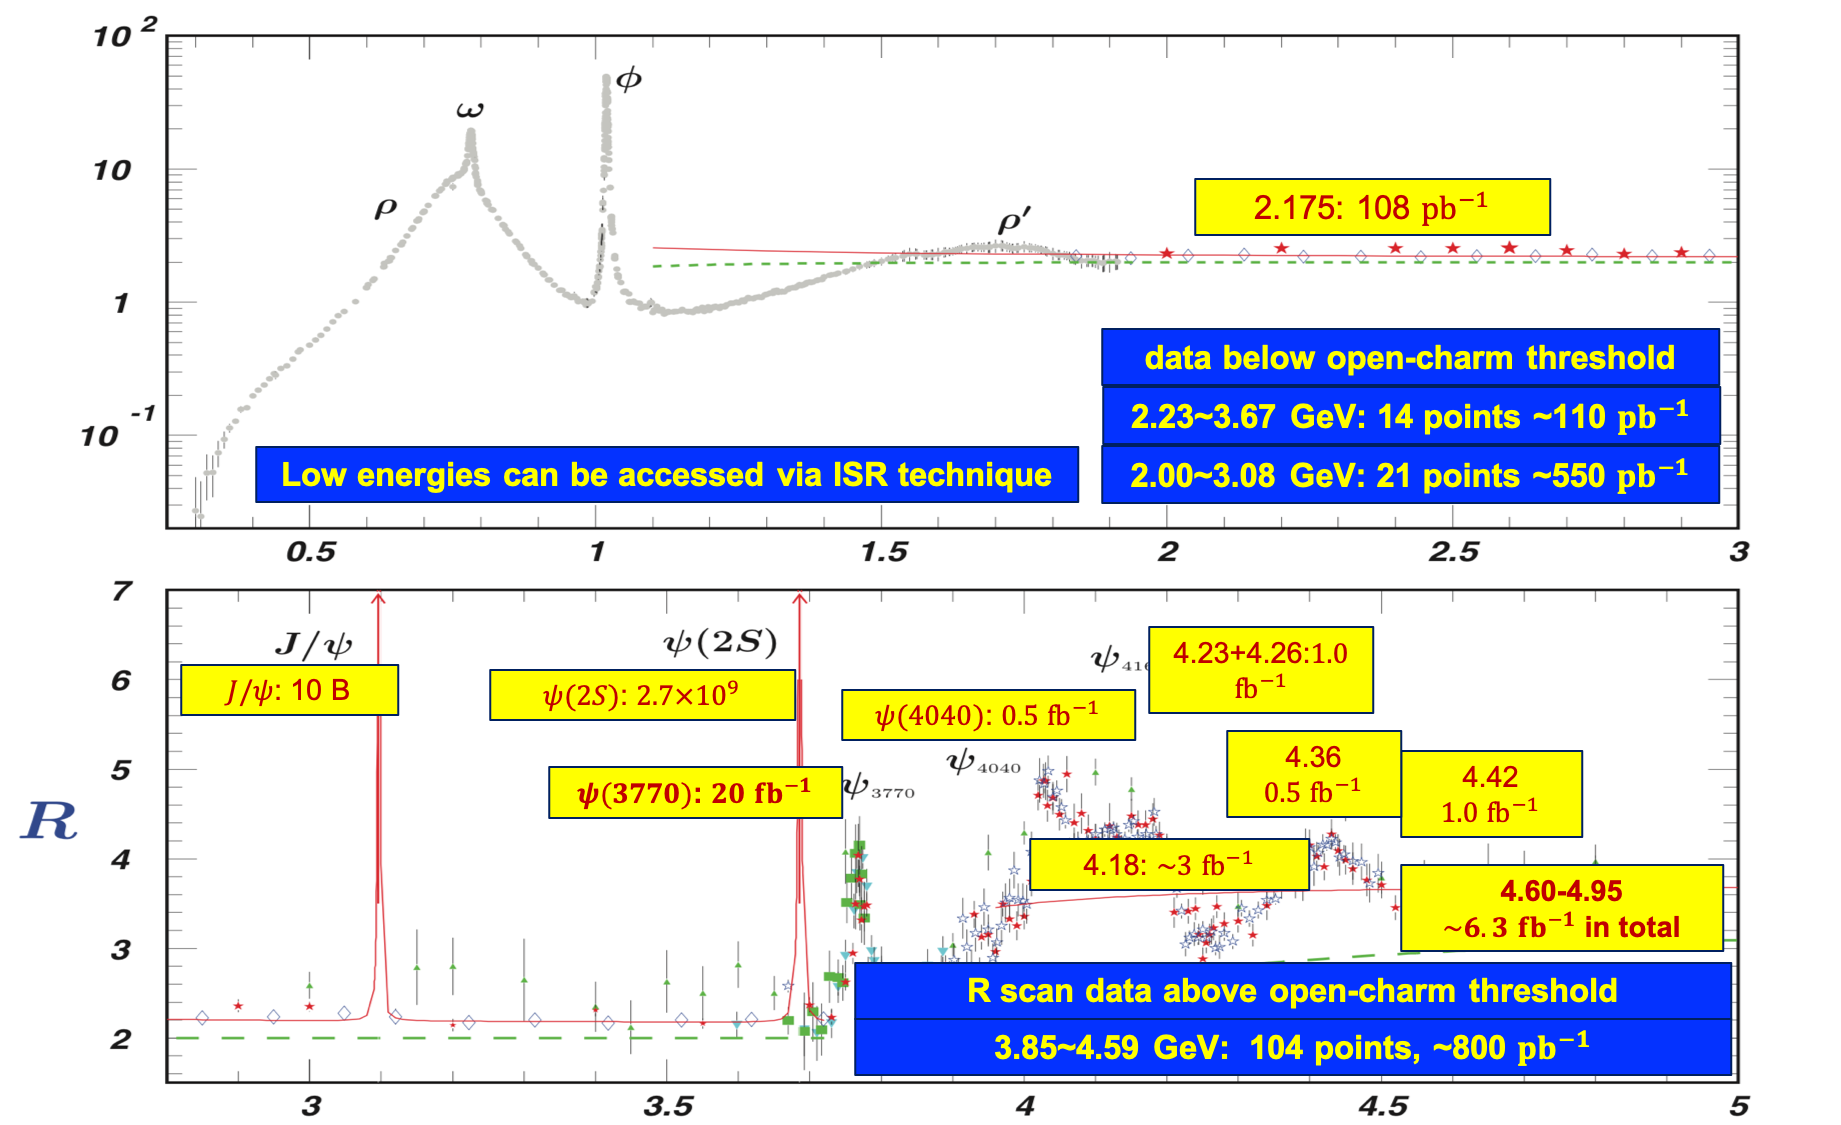 10 2
10
1
10 -1
ω
ϕ
ρ
ρ′
2.175: 108 pb⁻¹
data below open-charm threshold
2.23~3.67 GeV: 14 points ~110 pb⁻¹
2.00~3.08 GeV: 21 points ~550 pb⁻¹
Low energies can be accessed via ISR technique
0.5 1 1.5 2 2.5 3
7
6
5
4
3
2
R
J/ψ
J/ψ: 10 B
ψ(2S)
ψ(2S): 2.7×10⁹
ψ(3770): 20 fb⁻¹
ψ3770
ψ(4040): 0.5 fb⁻¹
ψ4040
ψ416
4.23+4.26:1.0
fb⁻¹
4.36
0.5 fb⁻¹
4.42
1.0 fb⁻¹
4.18: ~3 fb⁻¹
4.60-4.95
~6.3 fb⁻¹ in total
R scan data above open-charm threshold
3.85~4.59 GeV: 104 points, ~800 pb⁻¹
3 3.5 4 4.5 5